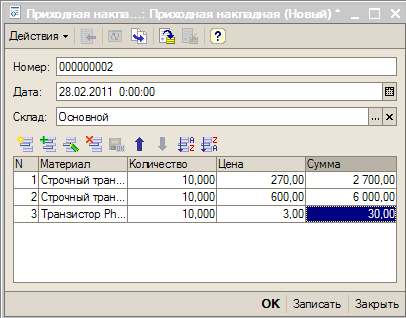 Приходная накла...: Приходная накладная (Новый) *
Действия
Номер: 000000002
Дата: 28.02.2011 0:00:00
Склад: Основной ... x
N Материал Количество Цена Сумма
1 Строчный тран... 10,000 270,00 2 700,00
2 Строчный тран... 10,000 600,00 6 000,00
3 Транзистор Ph... 10,000 3,00 30,00
OK Записать Закрыть